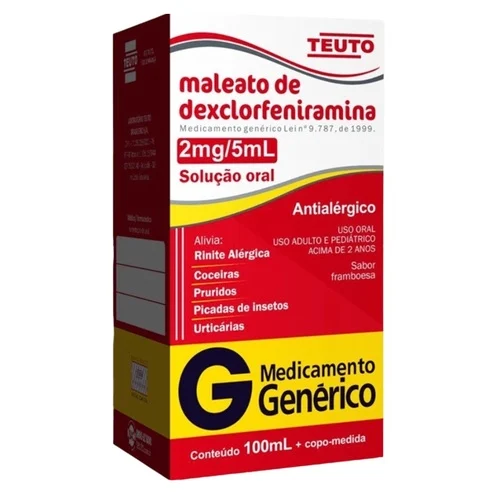 TEUTO
maleato de
dexclorfeniramina
Medicamento genérico Lei nº 9.787, de 1999.
2mg/5mL
Solução oral
Antialérgico
USO ORAL
USO ADULTO E PEDIÁTRICO
ACIMA DE 2 ANOS
Sabor
framboesa
Alivia:
Rinite Alérgica
Coceiras
Pruridos
Picadas de insetos
Urticárias
G Medicamento
Genérico
Conteúdo 100mL + copo-medida
TEUTO